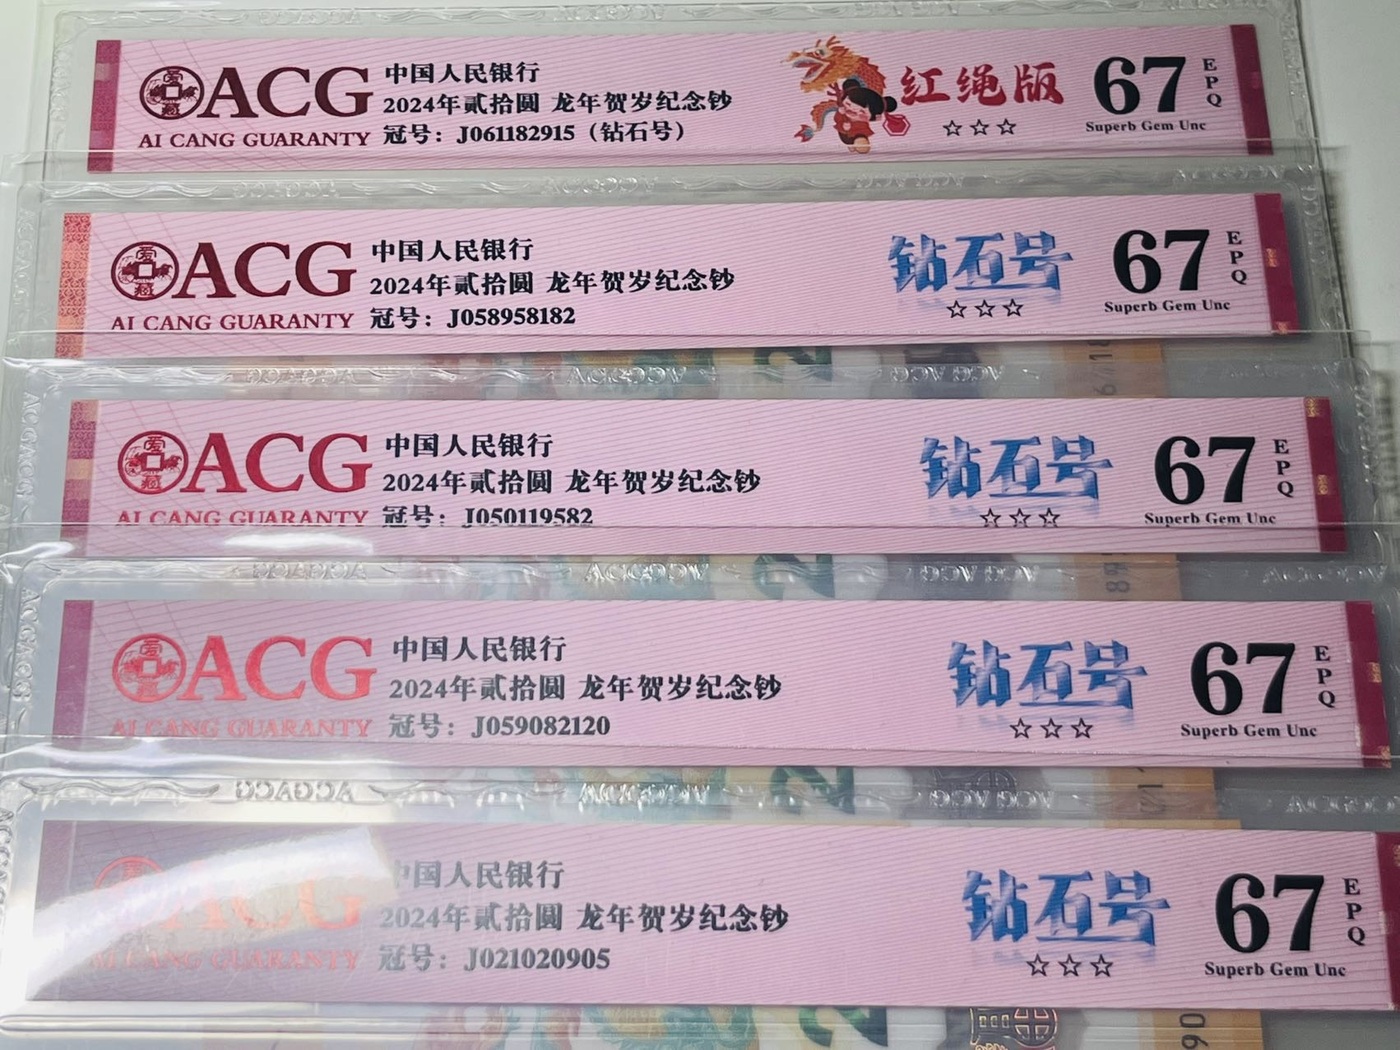 ACG
AI CANG GUARANTY
中国人民银行
2024年贰拾圆 龙年贺岁纪念钞
冠号：J061182915（钻石号）
红绳版
☆☆☆
67
EPQ
Superb Gem Unc
ACG
AI CANG GUARANTY
中国人民银行
2024年贰拾圆 龙年贺岁纪念钞
冠号：J058958182
钻石号
☆☆☆
67
EPQ
Superb Gem Unc
ACG
AI CANG GUARANTY
中国人民银行
2024年贰拾圆 龙年贺岁纪念钞
冠号：J050119582
钻石号
☆☆☆
67
EPQ
Superb Gem Unc
ACG
AI CANG GUARANTY
中国人民银行
2024年贰拾圆 龙年贺岁纪念钞
冠号：J059082120
钻石号
☆☆☆
67
EPQ
Superb Gem Unc
ACG
AI CANG GUARANTY
中国人民银行
2024年贰拾圆 龙年贺岁纪念钞
冠号：J021020905
钻石号
☆☆☆
67
EPQ
Superb Gem Unc